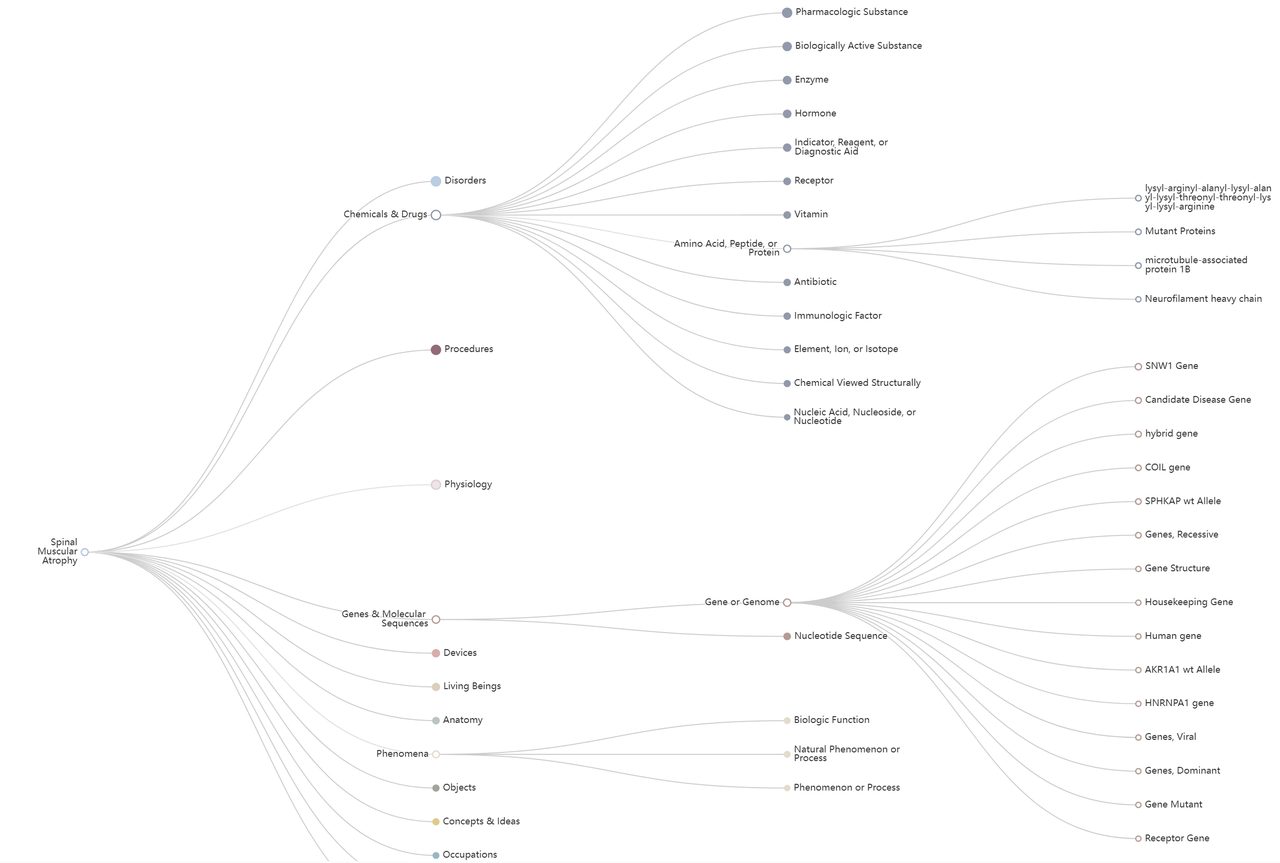 Pharmacologic Substance
Biologically Active Substance
Enzyme
Hormone
Indicator, Reagent, or
Diagnostic Aid
Disorders
Receptor
Chemicals & Drugs
Vitamin
Amino Acid, Peptide, or
Protein
lysyl-arginyl-alanyl-lysyl-alan
yl-lysyl-threonyl-threonyl-lys
yl-lysyl-arginine
Mutant Proteins
microtubule-associated
protein 1B
Neurofilament heavy chain
Antibiotic
Immunologic Factor
Procedures
Element, Ion, or Isotope
Chemical Viewed Structurally
Nucleic Acid, Nucleoside, or
Nucleotide
SNW1 Gene
Candidate Disease Gene
hybrid gene
COIL gene
Physiology
SPHKAP wt Allele
Genes, Recessive
Spinal
Muscular
Atrophy
Gene Structure
Genes & Molecular
Sequences
Gene or Genome
Housekeeping Gene
Nucleotide Sequence
Human gene
Devices
AKR1A1 wt Allele
Living Beings
HNRNPA1 gene
Anatomy
Biologic Function
Genes, Viral
Phenomena
Natural Phenomenon or
Process
Genes, Dominant
Objects
Phenomenon or Process
Gene Mutant
Concepts & Ideas
Receptor Gene
Occupations